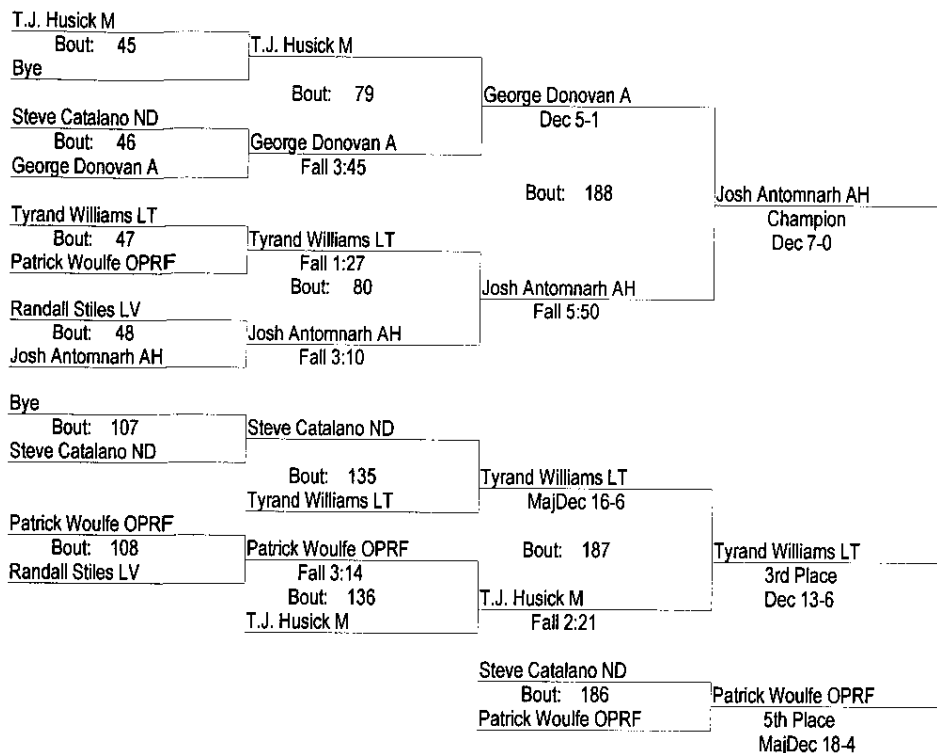 T.J. Husick M
Bout: 45
Bye
T.J. Husick M
Bout: 79
Steve Catalano ND
Bout: 46
George Donovan A
George Donovan A
Fall 3:45
George Donovan A
Dec 5-1
Bout: 188
Tyrand Williams LT
Bout: 47
Patrick Woulfe OPRF
Tyrand Williams LT
Fall 1:27
Bout: 80
Randall Stiles LV
Bout: 48
Josh Antomnarh AH
Josh Antomnarh AH
Fall 3:10
Josh Antomnarh AH
Fall 5:50
Josh Antomnarh AH
Champion
Dec 7-0
Bye
Bout: 107
Steve Catalano ND
Steve Catalano ND
Bout: 135
Tyrand Williams LT
Tyrand Williams LT
MajDec 16-6
Bout: 187
Patrick Woulfe OPRF
Bout: 108
Randall Stiles LV
Patrick Woulfe OPRF
Fall 3:14
Bout: 136
T.J. Husick M
T.J. Husick M
Fall 2:21
Tyrand Williams LT
3rd Place
Dec 13-6
Steve Catalano ND
Bout: 186
Patrick Woulfe OPRF
Patrick Woulfe OPRF
5th Place
MajDec 18-4